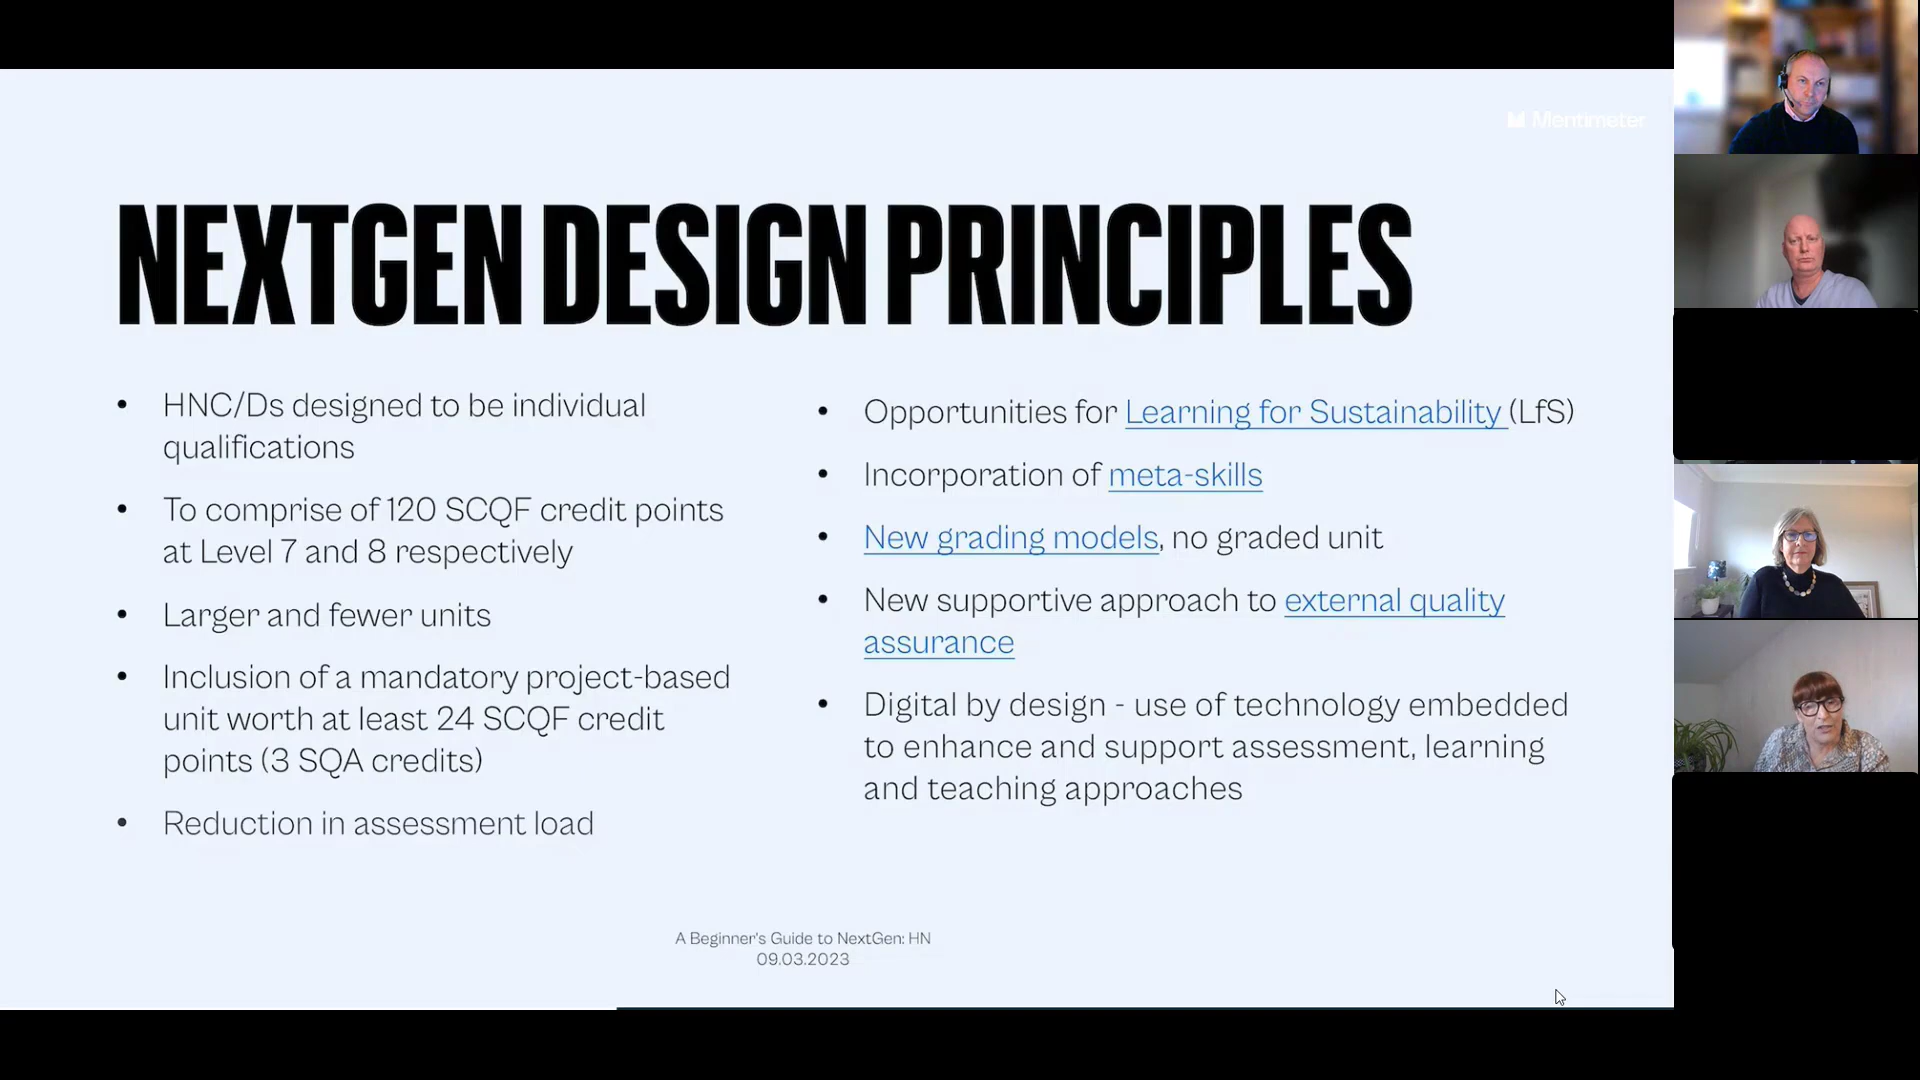 Mentimeter
NEXTGEN DESIGN PRINCIPLES
• HNC/Ds designed to be individual
qualifications
• To comprise of 120 SCQF credit points
at Level 7 and 8 respectively
• Larger and fewer units
• Inclusion of a mandatory project-based
unit worth at least 24 SCQF credit
points (3 SQA credits)
• Reduction in assessment load
• Opportunities for Learning for Sustainability (LfS)
• Incorporation of meta-skills
• New grading models, no graded unit
• New supportive approach to external quality
assurance
• Digital by design - use of technology embedded
to enhance and support assessment, learning
and teaching approaches
A Beginner's Guide to NextGen: HN
09.03.2023